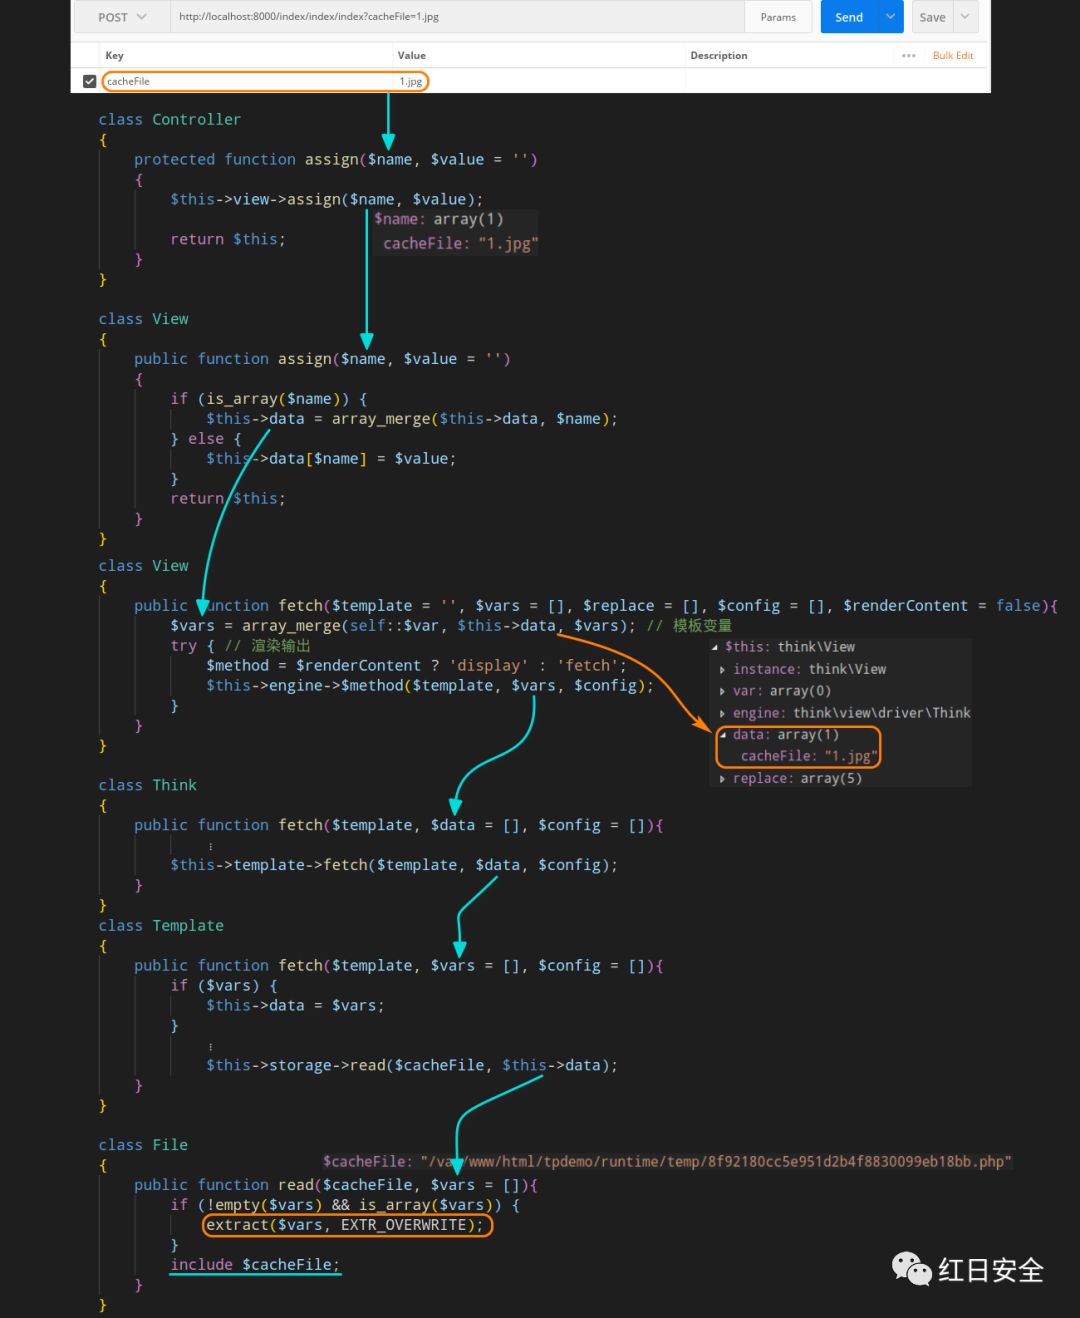 POST http://localhost:8000/index/index/index?cacheFile=1.jpg Params Send Save
Key Value Description ••• Bulk Edit
cacheFile 1.jpg
class Controller
{
protected function assign($name, $value = '')
{
$this->view->assign($name, $value);
$name: array(1)
return $this;
cacheFile: "1.jpg"
}
}
class View
{
public function assign($name, $value = '')
{
if (is_array($name)) {
$this->data = array_merge($this->data, $name);
} else {
$this->data[$name] = $value;
}
return $this;
}
}
class View
{
public function fetch($template = '', $vars = [], $replace = [], $config = [], $renderContent = false){
$vars = array_merge(self::$var, $this->data, $vars); // 模板变量
try { // 渲染输出
$method = $renderContent ? 'display' : 'fetch';
$this->engine->$method($template, $vars, $config);
}
}
}
$this: think\View
instance: think\View
var: array(0)
engine: think\view\driver\Think
data: array(1)
cacheFile: "1.jpg"
replace: array(5)
class Think
{
public function fetch($template, $data = [], $config = []){
⋮
$this->template->fetch($template, $data, $config);
}
}
class Template
{
public function fetch($template, $vars = [], $config = []){
if ($vars) {
$this->data = $vars;
}
⋮
$this->storage->read($cacheFile, $this->data);
}
}
class File
{
$cacheFile: "/var/www/html/tpdemo/runtime/temp/8f92180cc5e951d2b4f8830099eb18bb.php"
public function read($cacheFile, $vars = []){
if (!empty($vars) && is_array($vars)) {
extract($vars, EXTR_OVERWRITE);
}
include $cacheFile;
}
}
红日安全